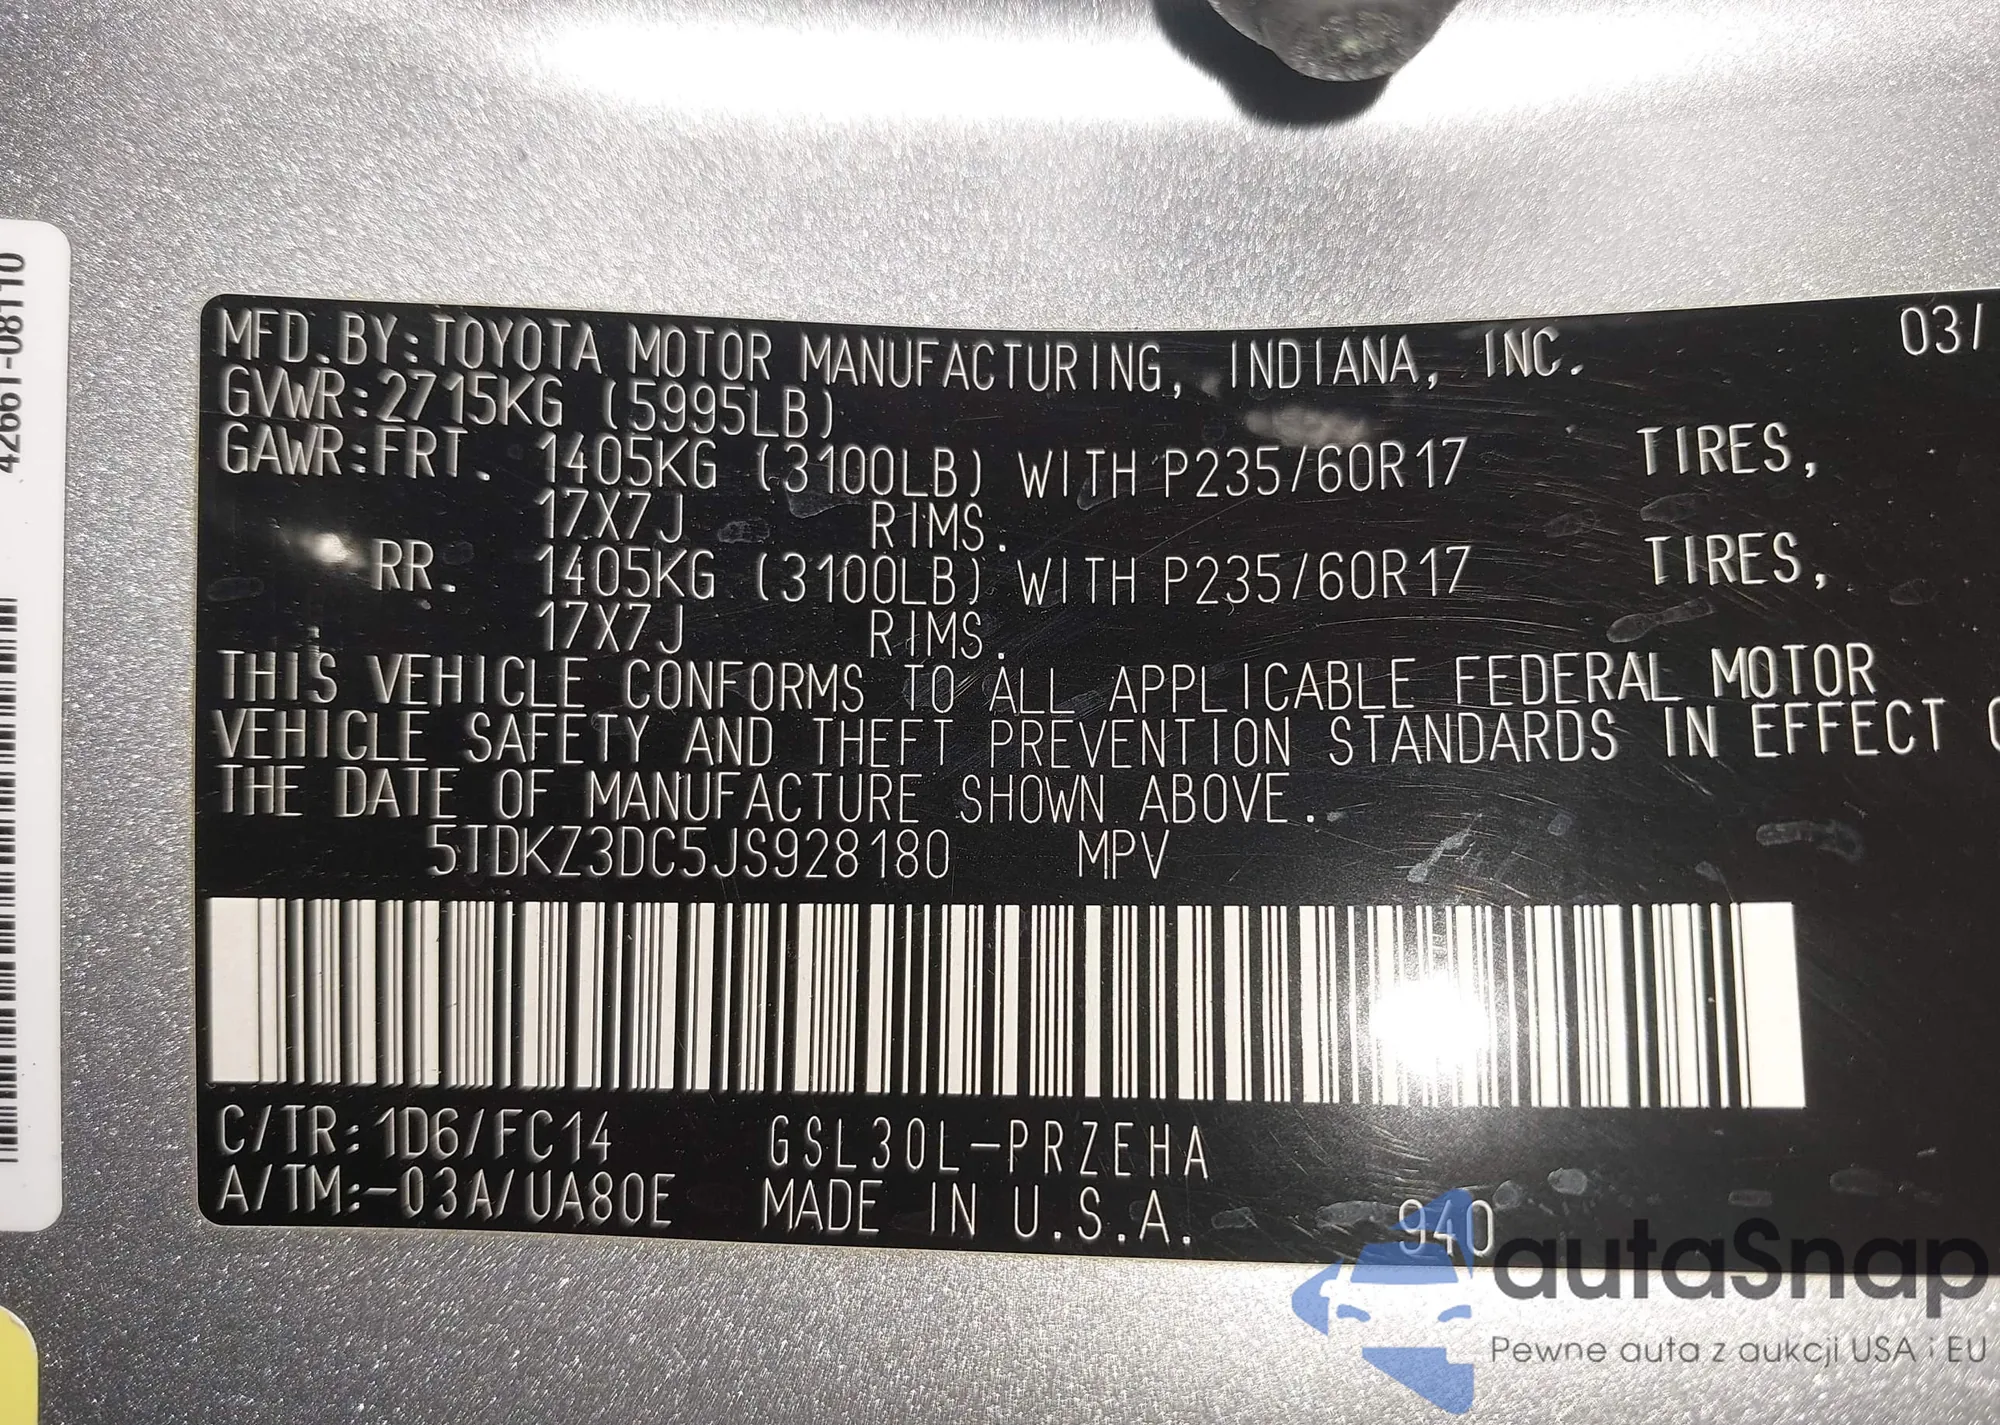 MFD.BY:TOYOTA MOTOR MANUFACTURING, INDIANA, INC. 03/
GVWR:2715KG (5995LB)
GAWR:FRT. 1405KG (3100LB) WITH P235/60R17 TIRES,
17X7J RIMS.
RR. 1405KG (3100LB) WITH P235/60R17 TIRES,
17X7J RIMS.
THIS VEHICLE CONFORMS TO ALL APPLICABLE FEDERAL MOTOR
VEHICLE SAFETY AND THEFT PREVENTION STANDARDS IN EFFECT
THE DATE OF MANUFACTURE SHOWN ABOVE.
5TDKZ3DC5JS928180 MPV
C/TR:1D6/FC14 GSL30L-PRZEHA
A/TM:-03A/UA80E MADE IN U.S.A. 940
42661-08110
autoSnap
Pewne auta z aukcji USA i EU